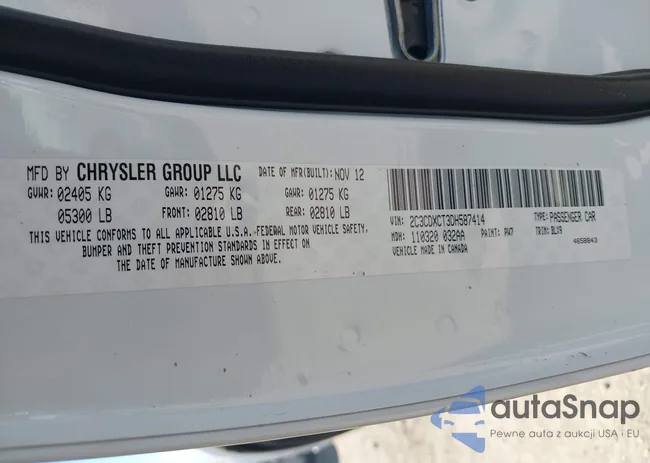 MFD BY CHRYSLER GROUP LLC DATE OF MFR(BUILT): NOV 12
GVWR: 02405 KG GAWR: 01275 KG GAWR: 01275 KG
05300 LB FRONT: 02810 LB REAR: 02810 LB
THIS VEHICLE CONFORMS TO ALL APPLICABLE U.S.A.-FEDERAL MOTOR VEHICLE SAFETY,
BUMPER AND THEFT PREVENTION STANDARDS IN EFFECT ON
THE DATE OF MANUFACTURE SHOWN ABOVE.
VIN: 2C3CDXCT3DH587414 TYPE: PASSENGER CAR
MDH: 110320 032AA PAINT: PW7 TRIM: BLX9
VEHICLE MADE IN CANADA 4658843
autaSnap
Pewne auta z aukcji USA i EU